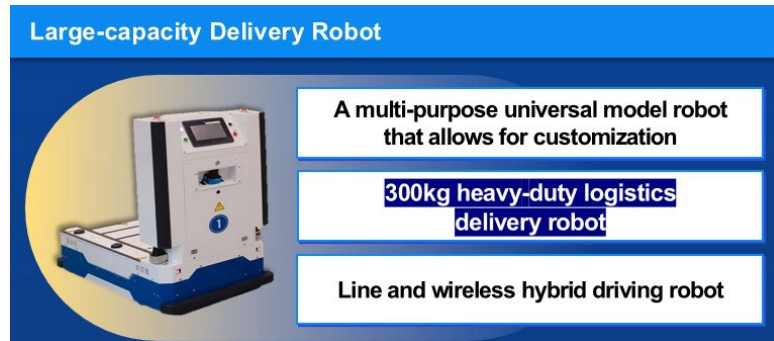 Large-capacity Delivery Robot
A multi-purpose universal model robot
that allows for customization
300kg heavy-duty logistics
delivery robot
Line and wireless hybrid driving robot
1